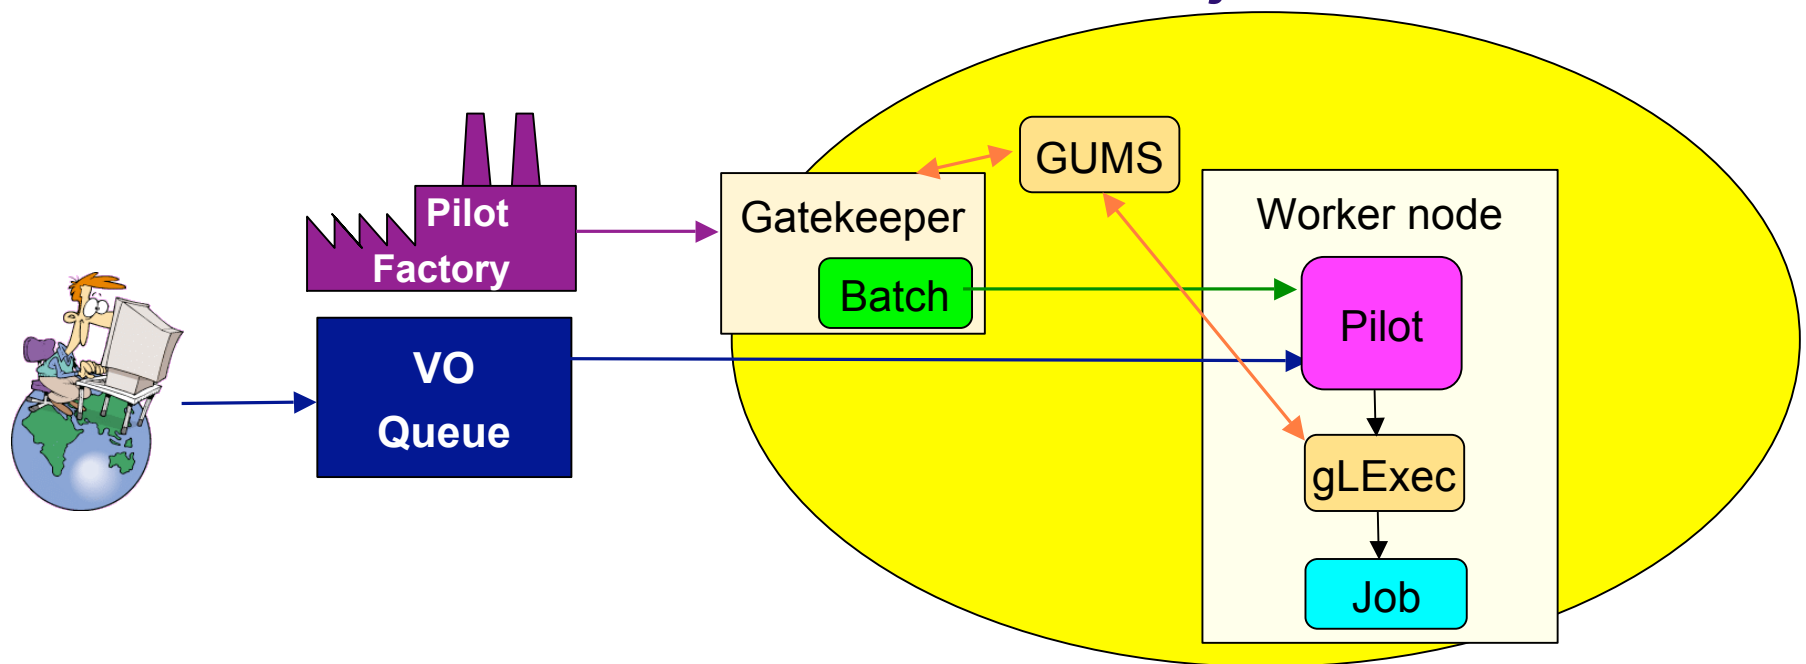 Pilot
Factory
VO
Queue
Gatekeeper
Batch
GUMS
Worker node
Pilot
gLExec
Job